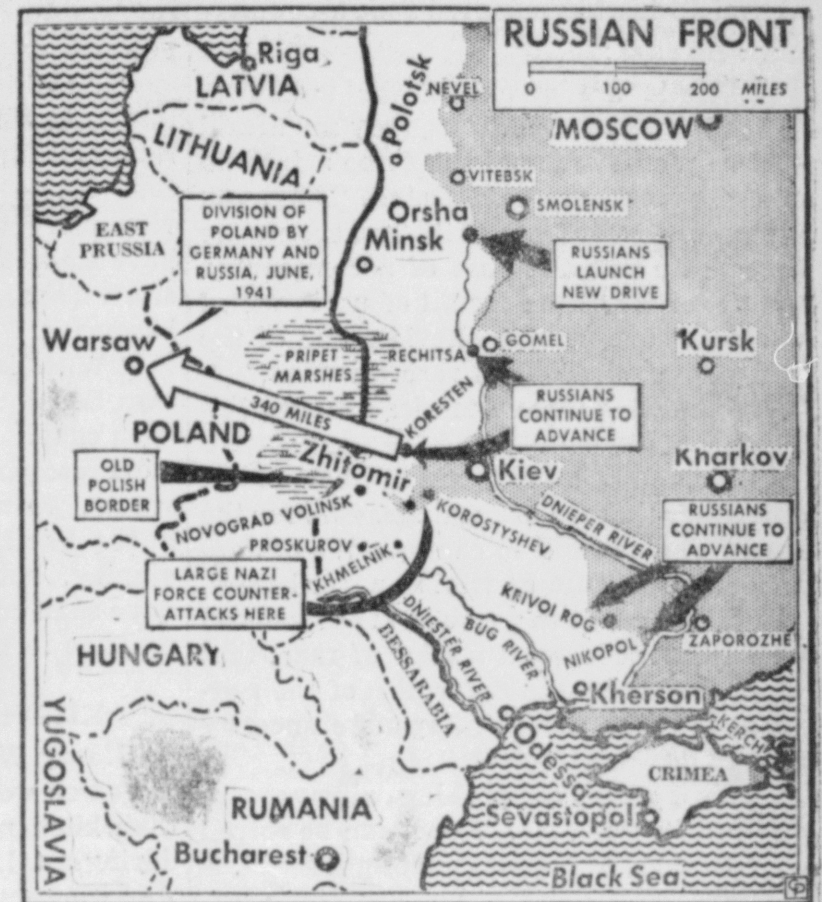 RUSSIAN FRONT
0 100 200 MILES
Riga
LATVIA
Polotsk
NEVEL
MOSCOW
LITHUANIA
VITEBSK
DIVISION OF
POLAND BY
GERMANY AND
RUSSIA, JUNE,
1941
Orsha
SMOLENSK
EAST
PRUSSIA
Minsk
RUSSIANS
LAUNCH
NEW DRIVE
Warsaw
PRIPET
MARSHES
RECHITSA
GOMEL
Kursk
340 MILES
KORESTEN
RUSSIANS
CONTINUE TO
ADVANCE
POLAND
OLD
POLISH
BORDER
Zhitomir
Kiev
Kharkov
NOVOGRAD VOLINSK
KOROSTYSHEV
DNIEPER RIVER
RUSSIANS
CONTINUE TO
ADVANCE
PROSKUROV
KHMELNIK
LARGE NAZI
FORCE COUNTER-
ATTACKS HERE
KRIVOI ROG
DNIESTER RIVER
BUG RIVER
NIKOPOL
ZAPOROZHE
HUNGARY
BESSARABIA
Kherson
YUGOSLAVIA
KERCH
Odessa
CRIMEA
RUMANIA
Sevastopol
Bucharest
Black Sea
CP